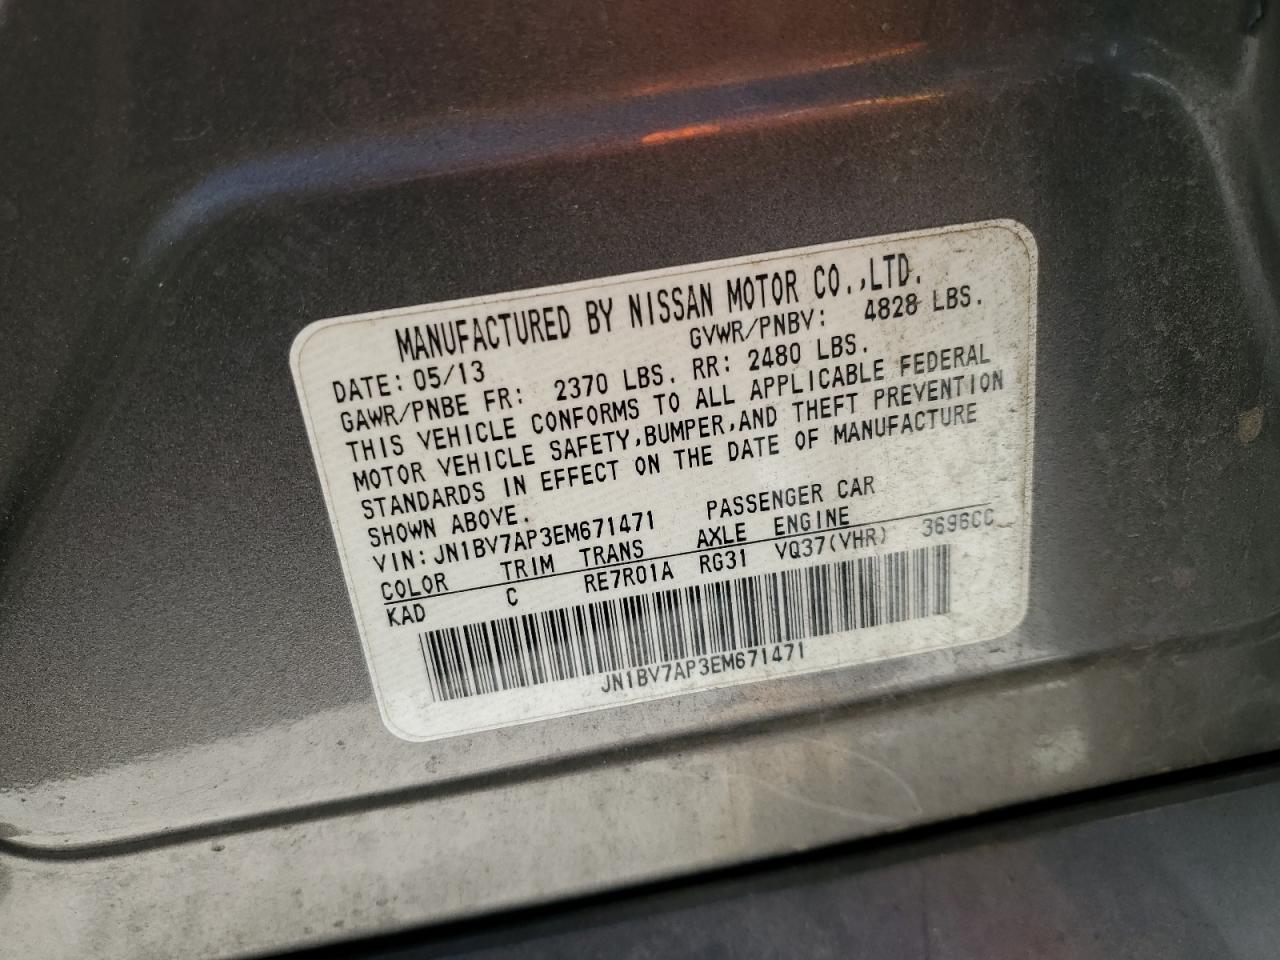 MANUFACTURED BY NISSAN MOTOR CO.,LTD.
DATE: 05/13 GVWR/PNBV: 4828 LBS.
GAWR/PNBE FR: 2370 LBS. RR: 2480 LBS.
THIS VEHICLE CONFORMS TO ALL APPLICABLE FEDERAL
MOTOR VEHICLE SAFETY,BUMPER,AND THEFT PREVENTION
STANDARDS IN EFFECT ON THE DATE OF MANUFACTURE
SHOWN ABOVE.
VIN: JN1BV7AP3EM671471 PASSENGER CAR
COLOR TRIM TRANS AXLE ENGINE
KAD C RE7R01A RG31 VQ37(VHR) 3696CC
JN1BV7AP3EM671471